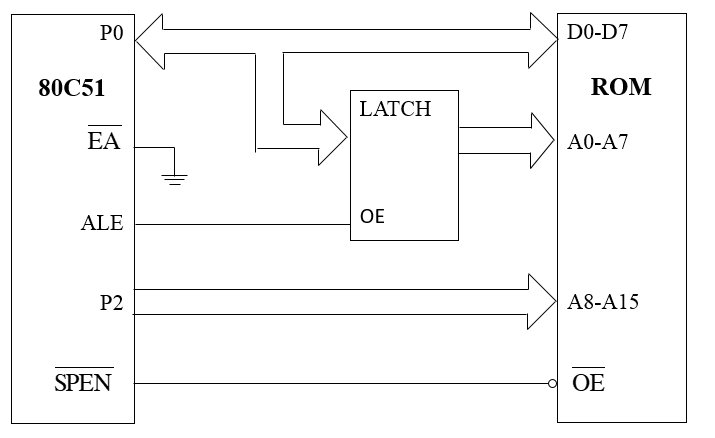 P0
80C51
EA
ALE
P2
SPEN
LATCH
OE
D0-D7
ROM
A0-A7
A8-A15
OE